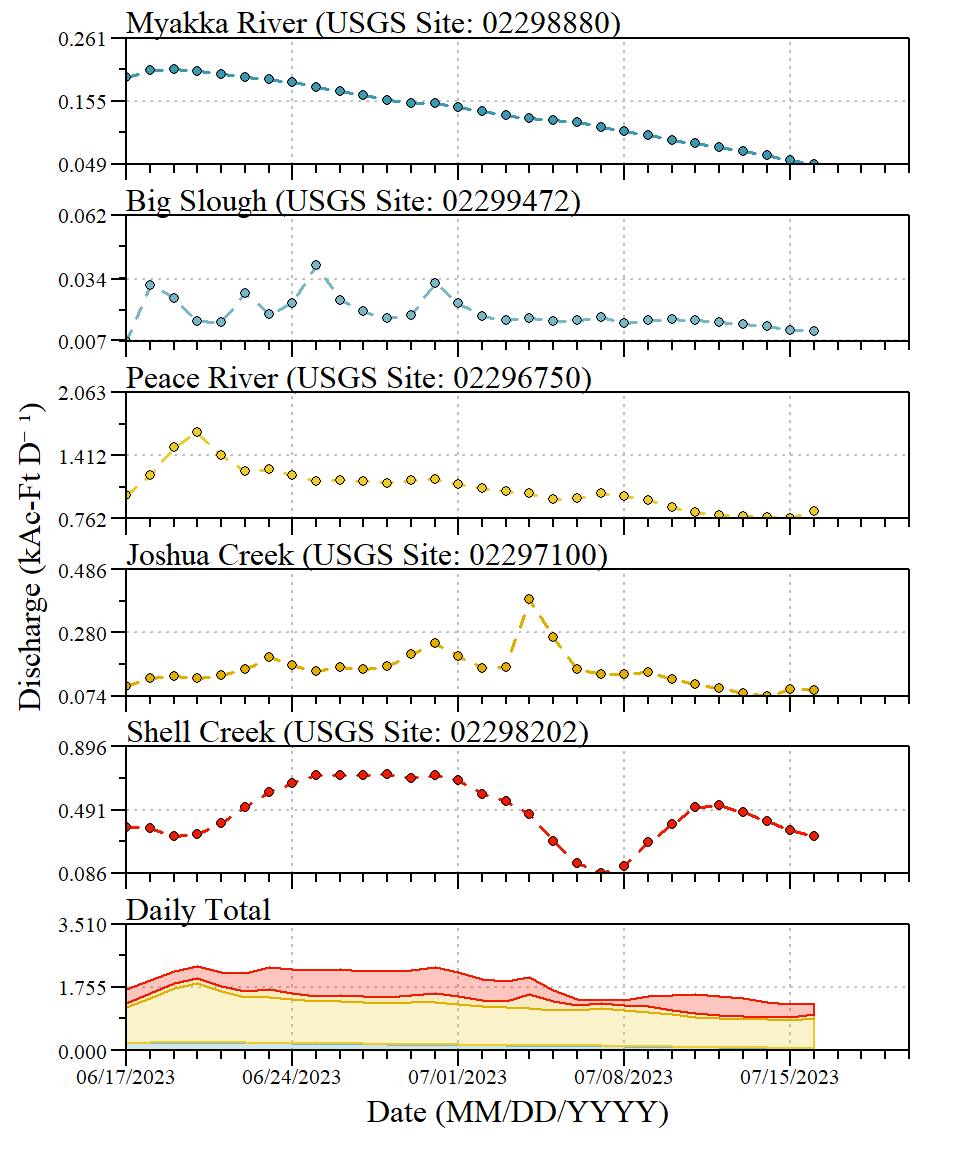 Myakka River (USGS Site: 02298880)
0.261
0.155
0.049
Big Slough (USGS Site: 02299472)
0.062
0.034
0.007
Peace River (USGS Site: 02296750)
2.063
1.412
0.762
Joshua Creek (USGS Site: 02297100)
0.486
0.280
0.074
Shell Creek (USGS Site: 02298202)
0.896
0.491
0.086
Daily Total
3.510
1.755
0.000
Discharge (kAc-Ft D⁻¹)
06/17/2023 06/24/2023 07/01/2023 07/08/2023 07/15/2023
Date (MM/DD/YYYY)